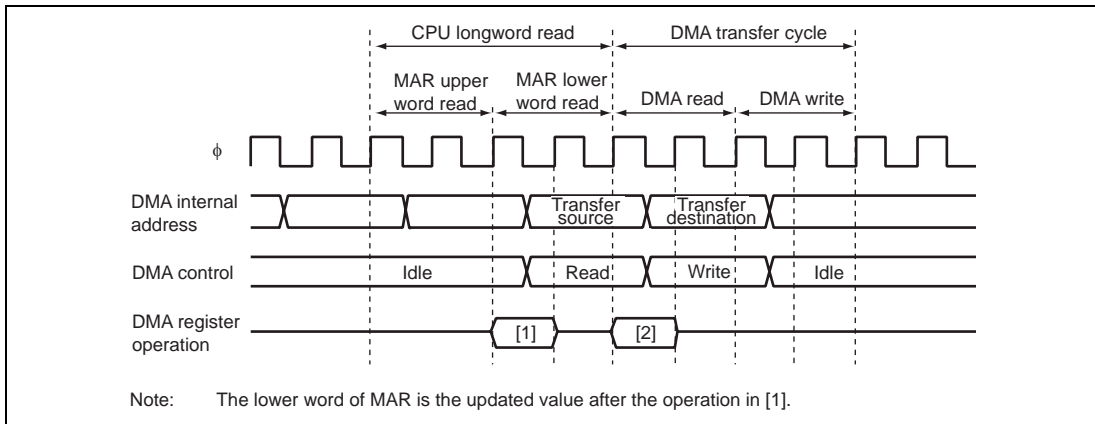 CPU longword read DMA transfer cycle
MAR upper MAR lower
word read word read DMA read DMA write
φ
DMA internal
address
Transfer
source
Transfer
destination
DMA control Idle Read Write Idle
DMA register
operation
[1] [2]
Note: The lower word of MAR is the updated value after the operation in [1].